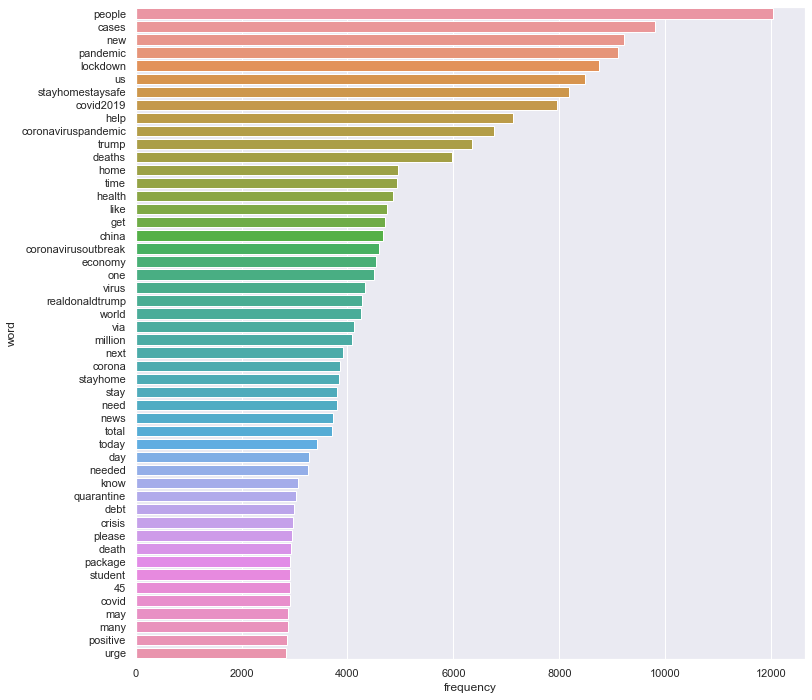 people
cases
new
pandemic
lockdown
us
stayhomestaysafe
covid2019
help
coronaviruspandemic
trump
deaths
home
time
health
like
get
china
coronavirusoutbreak
economy
one
virus
realdonaldtrump
world
via
million
next
corona
stayhome
stay
need
news
total
today
day
needed
know
quarantine
debt
crisis
please
death
package
student
45
covid
may
many
positive
urge
word
0 2000 4000 6000 8000 10000 12000
frequency